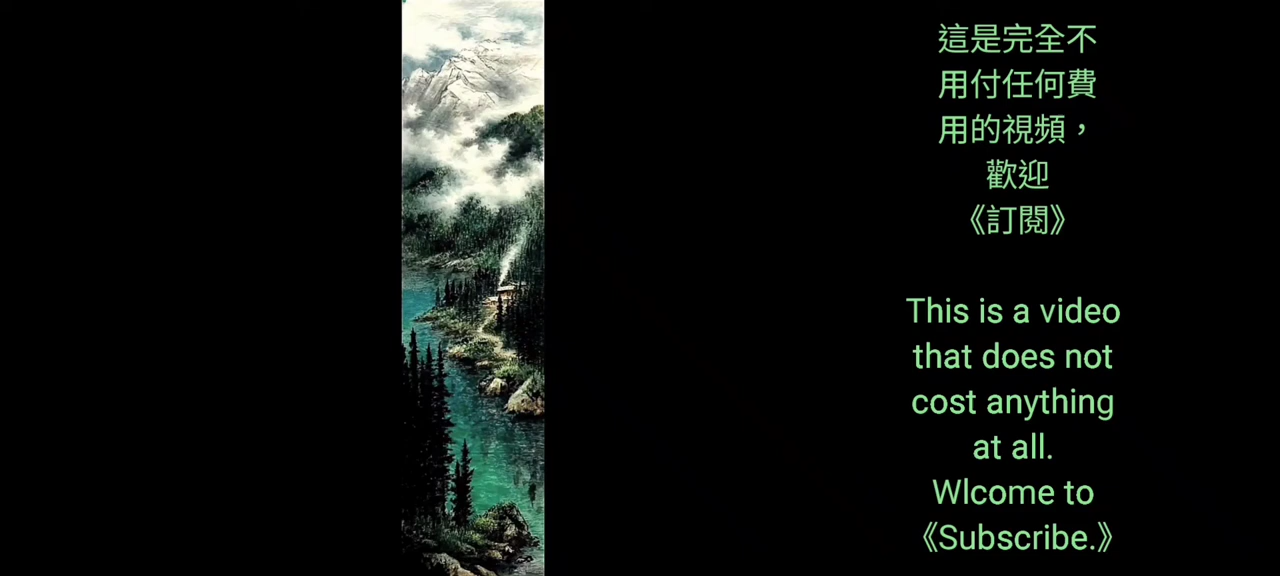 這是完全不
用付任何費
用的視頻，
歡迎
《訂閱》
This is a video
that does not
cost anything
at all.
Wlcome to
《Subscribe.》